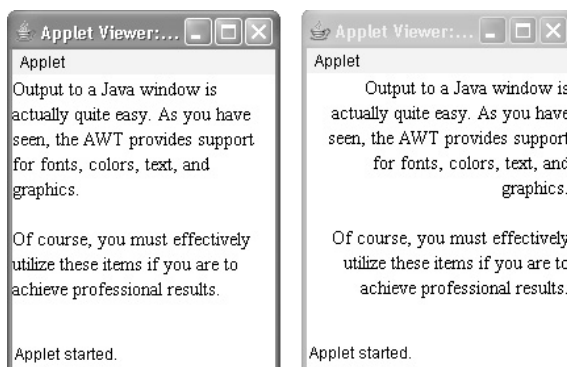 Applet Viewer:...
Applet
Output to a Java window is
actually quite easy. As you have
seen, the AWT provides support
for fonts, colors, text, and
graphics.
Of course, you must effectively
utilize these items if you are to
achieve professional results.
Applet started.
Applet Viewer:...
Applet
Output to a Java window is
actually quite easy. As you have
seen, the AWT provides support
for fonts, colors, text, and
graphics.
Of course, you must effectively
utilize these items if you are to
achieve professional results.
Applet started.